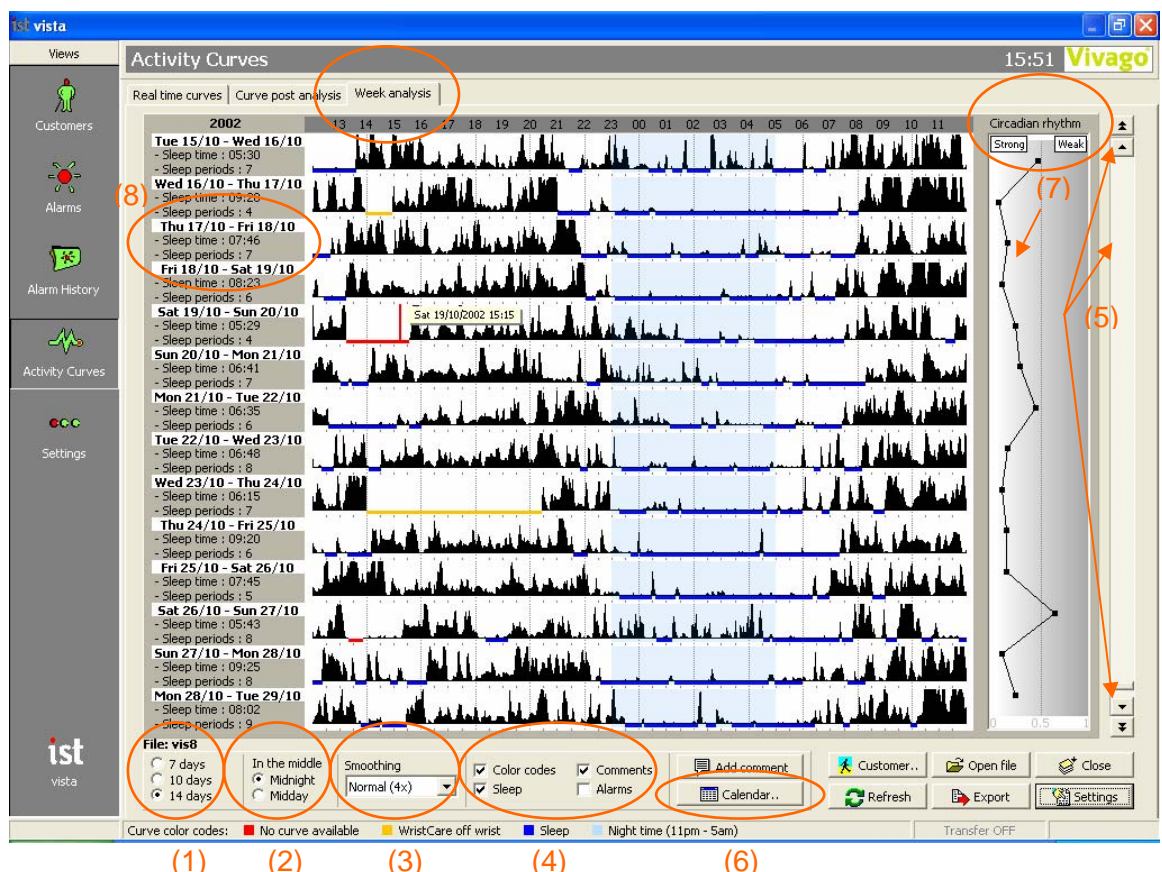 ist vista
Views
Activity Curves
15:51 Vivago
Customers
Alarms
Alarm History
Activity Curves
Settings
ist
vista
Real time curves Curve post analysis Week analysis
2002 13 14 15 16 17 18 19 20 21 22 23 00 01 02 03 04 05 06 07 08 09 10 11
Circadian rhythm
Strong Weak
Tue 15/10 - Wed 16/10
- Sleep time : 05:30
- Sleep periods : 7
Wed 16/10 - Thu 17/10
- Sleep time : 09:28
- Sleep periods : 4
(8)
Thu 17/10 - Fri 18/10
- Sleep time : 07:46
- Sleep periods : 7
Fri 18/10 - Sat 19/10
- Sleep time : 08:23
- Sleep periods : 6
Sat 19/10 - Sun 20/10
- Sleep time : 05:29
- Sleep periods : 4
Sat 19/10/2002 15:15
Sun 20/10 - Mon 21/10
- Sleep time : 06:41
- Sleep periods : 7
Mon 21/10 - Tue 22/10
- Sleep time : 06:35
- Sleep periods : 6
Tue 22/10 - Wed 23/10
- Sleep time : 06:48
- Sleep periods : 8
Wed 23/10 - Thu 24/10
- Sleep time : 06:15
- Sleep periods : 7
Thu 24/10 - Fri 25/10
- Sleep time : 09:20
- Sleep periods : 6
Fri 25/10 - Sat 26/10
- Sleep time : 07:45
- Sleep periods : 5
Sat 26/10 - Sun 27/10
- Sleep time : 05:43
- Sleep periods : 8
Sun 27/10 - Mon 28/10
- Sleep time : 09:25
- Sleep periods : 8
Mon 28/10 - Tue 29/10
- Sleep time : 08:02
- Sleep periods : 9
(7)
(5)
0 0.5 1
File: vis8
7 days
10 days
14 days
In the middle
Midnight
Midday
Smoothing
Normal (4x)
Color codes Comments
Sleep Alarms
Add comment
Calendar..
Customer.. Open file Close
Refresh Export Settings
Curve color codes: No curve available WristCare off wrist Sleep Night time (11pm - 5am) Transfer OFF
(1) (2) (3) (4) (6)